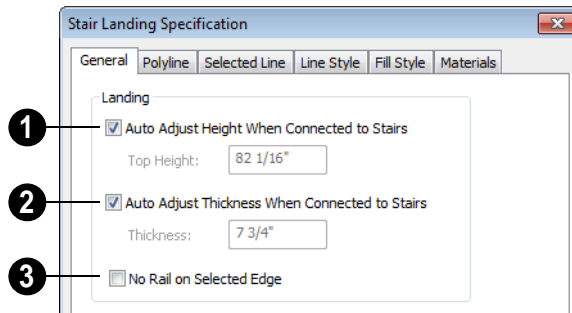 Stair Landing Specification
General Polyline Selected Line Line Style Fill Style Materials
Landing
1 Auto Adjust Height When Connected to Stairs
Top Height: 82 1/16"
2 Auto Adjust Thickness When Connected to Stairs
Thickness: 7 3/4"
3 No Rail on Selected Edge